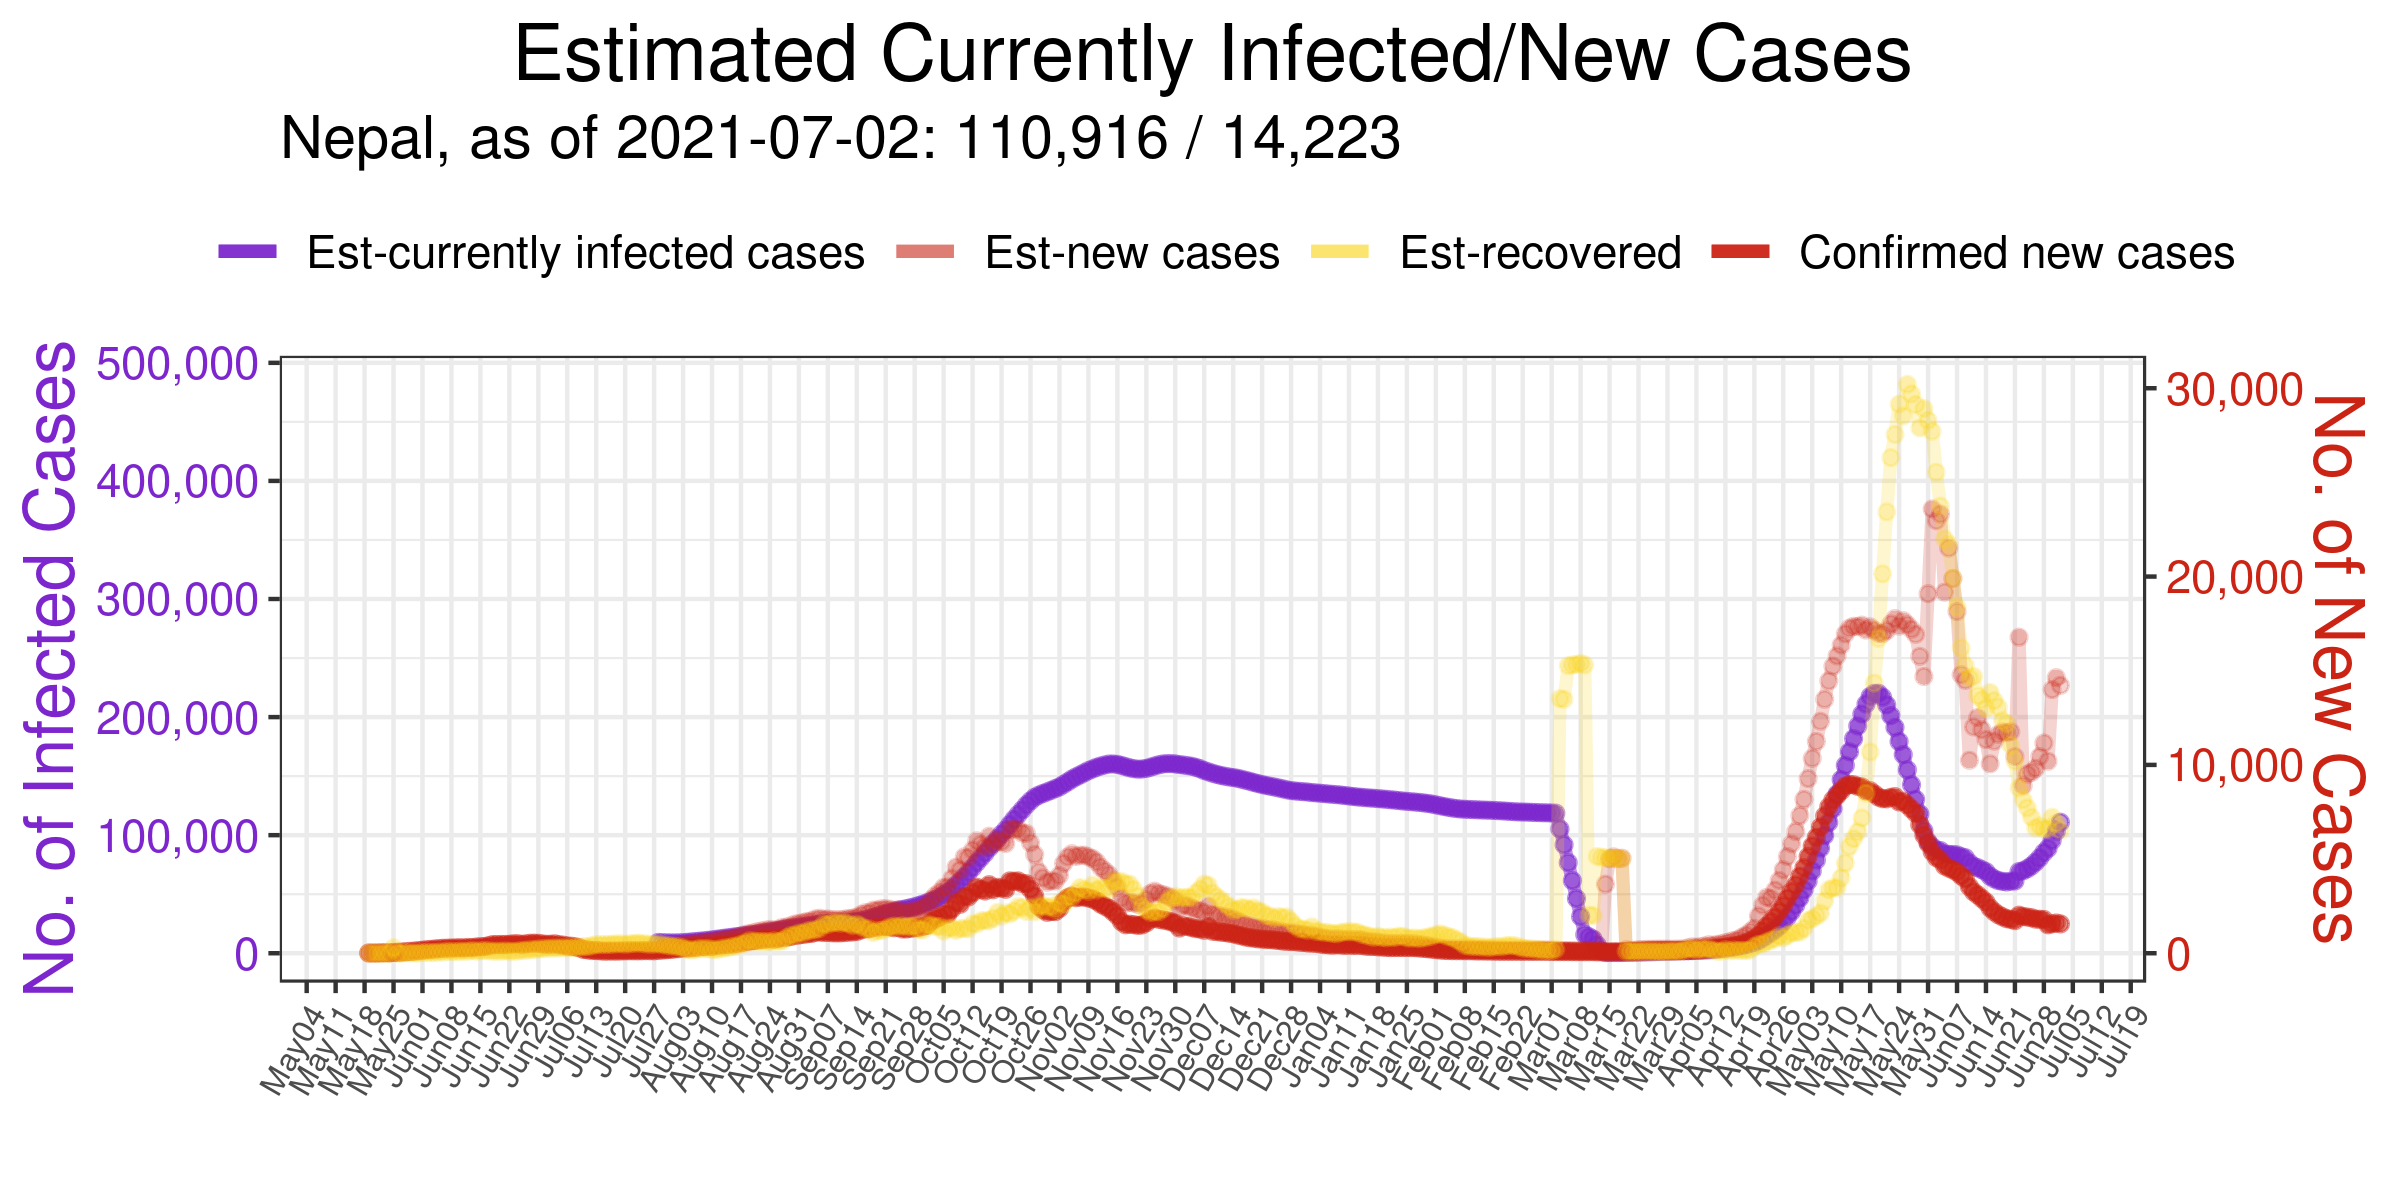 Estimated Currently Infected/New Cases
Nepal, as of 2021-07-02: 110,916 / 14,223
Est-currently infected cases Est-new cases Est-recovered Confirmed new cases
No. of Infected Cases
500,000
400,000
300,000
200,000
100,000
0
30,000
20,000
10,000
0
No. of New Cases
May04
May11
May18
May25
Jun01
Jun08
Jun15
Jun22
Jun29
Jul06
Jul13
Jul20
Jul27
Aug03
Aug10
Aug17
Aug24
Aug31
Sep07
Sep14
Sep21
Sep28
Oct05
Oct12
Oct19
Oct26
Nov02
Nov09
Nov16
Nov23
Nov30
Dec07
Dec14
Dec21
Dec28
Jan04
Jan11
Jan18
Jan25
Feb01
Feb08
Feb15
Feb22
Mar01
Mar08
Mar15
Mar22
Mar29
Apr05
Apr12
Apr19
Apr26
May03
May10
May17
May24
May31
Jun07
Jun14
Jun21
Jun28
Jul05
Jul12
Jul19